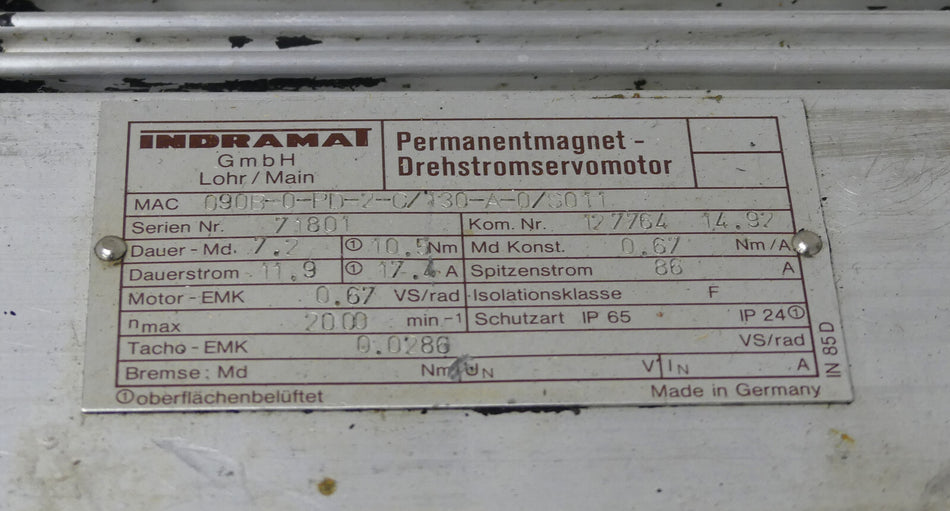 INDRAMAT
GmbH
Lohr / Main
Permanentmagnet-
Drehstromservomotor
MAC 090B-0-PD-2-C/130-A-0/S011
Serien Nr. 71801 Kom. Nr. 127764 14.92
Dauer - Md. 7.2 ① 10.5 Nm Md Konst. 0.67 Nm/A
Dauerstrom 11.9 ① 17.4 A Spitzenstrom 86 A
Motor - EMK 0.67 VS/rad Isolationsklasse F
nmax 2000 min.-1 Schutzart IP 65 IP 24①
Tacho - EMK 0.0286 VS/rad
Bremse: Md Nm UN V IN A
①oberflächenbelüftet Made in Germany
IN 85 D